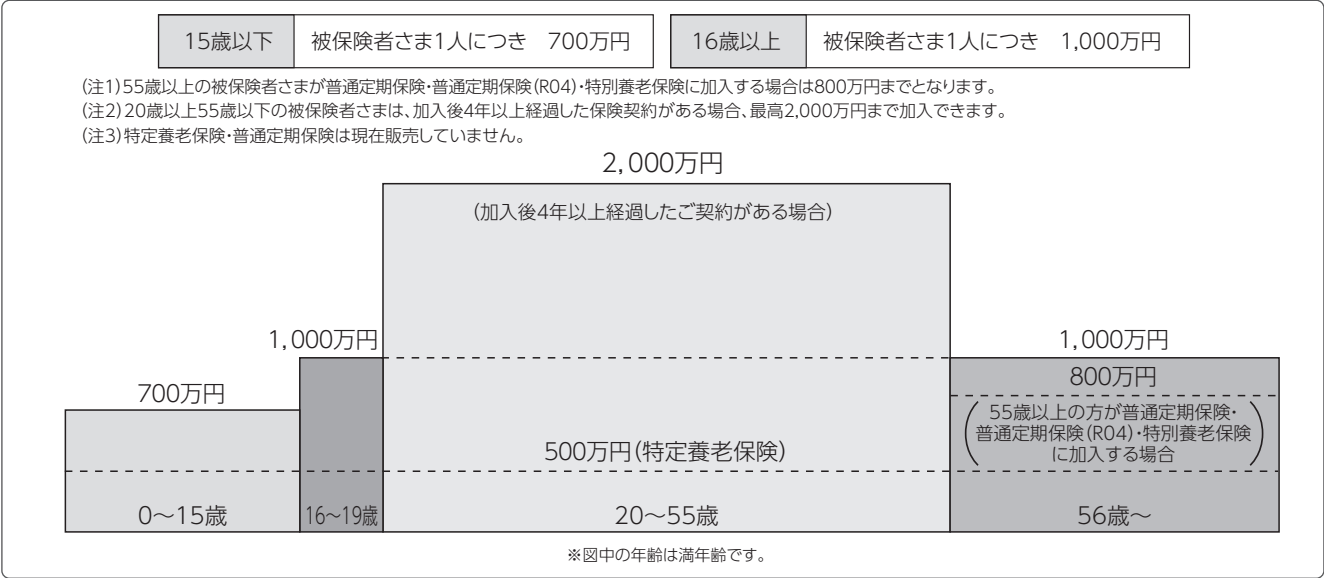 15歳以下 被保険者さま1人につき 700万円 16歳以上 被保険者さま1人につき 1,000万円
(注1)55歳以上の被保険者さまが普通定期保険・普通定期保険(R04)・特別養老保険に加入する場合は800万円までとなります。
(注2)20歳以上55歳以下の被保険者さまは、加入後4年以上経過した保険契約がある場合、最高2,000万円まで加入できます。
(注3)特定養老保険・普通定期保険は現在販売していません。
2,000万円
(加入後4年以上経過したご契約がある場合)
1,000万円
1,000万円
700万円
800万円
(55歳以上の方が普通定期保険・
普通定期保険(R04)・特別養老保険
に加入する場合)
500万円(特定養老保険)
0〜15歳 16〜19歳 20〜55歳 56歳〜
※図中の年齢は満年齢です。